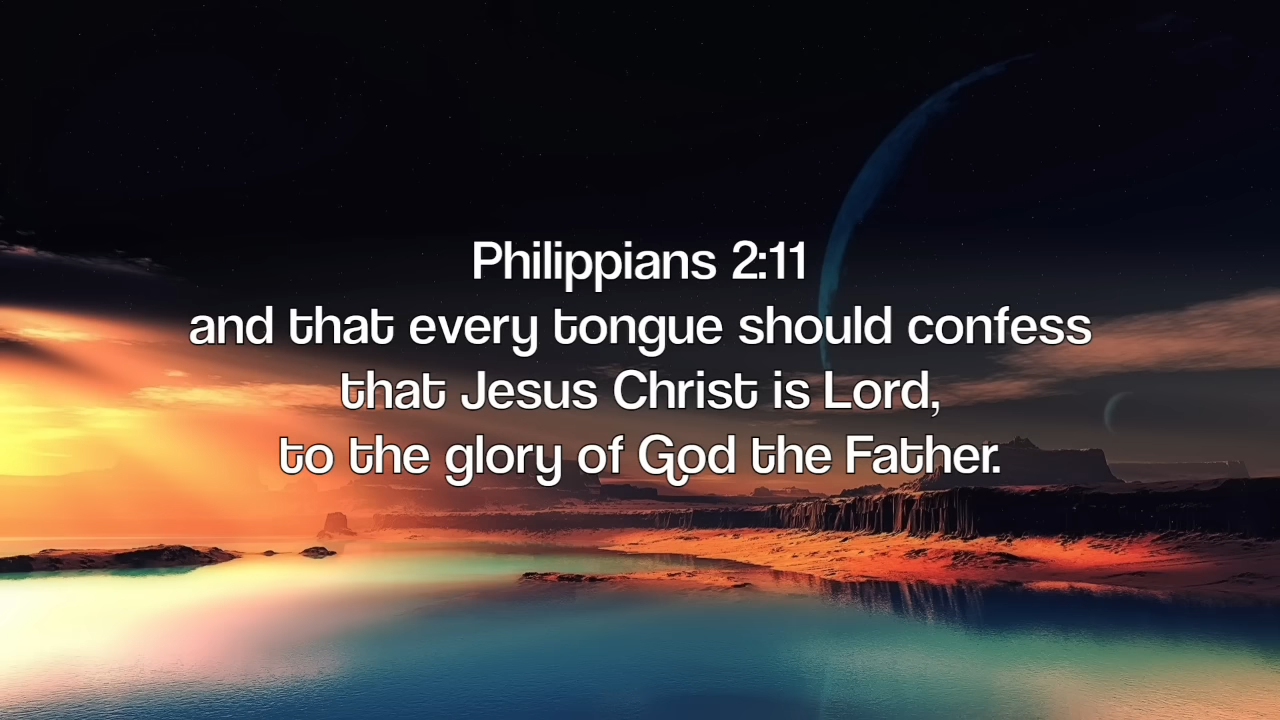 Philippians 2:11
and that every tongue should confess
that Jesus Christ is Lord,
to the glory of God the Father.